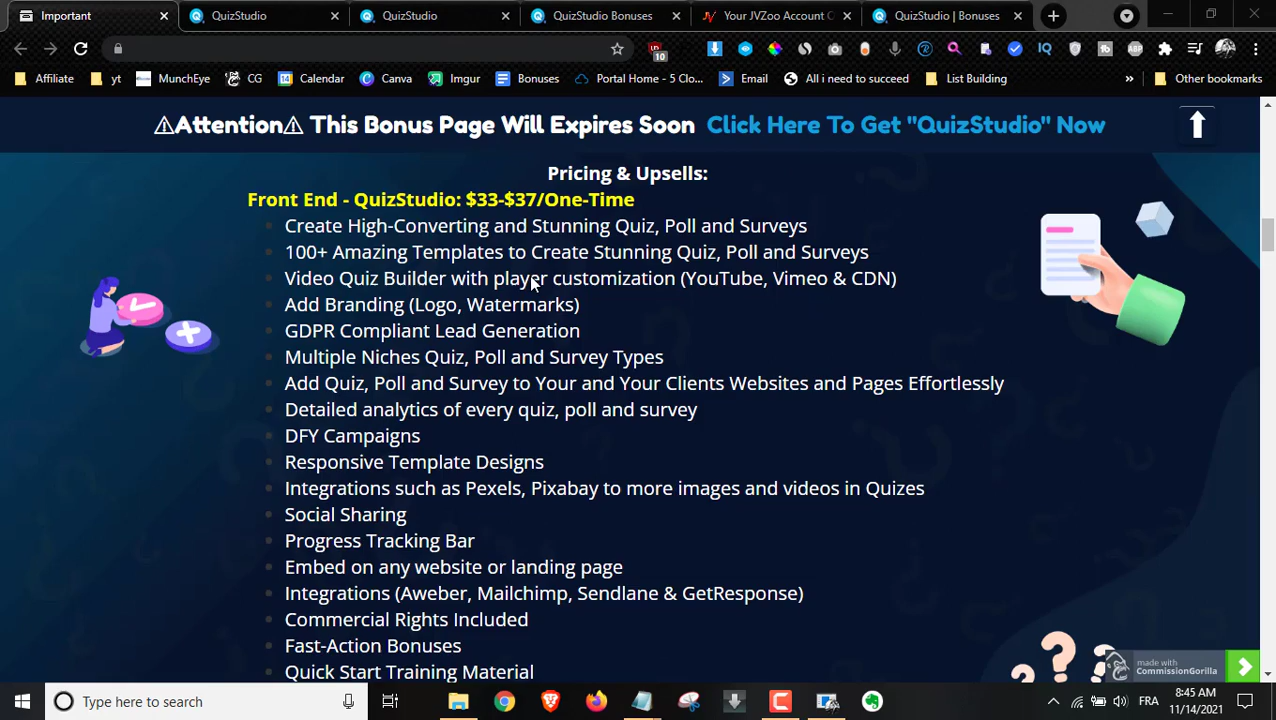 Important
QuizStudio
QuizStudio
QuizStudio Bonuses
Your JVZoo Account C
QuizStudio | Bonuses
10
Affiliate
yt
MunchEye
CG
Calendar
Canva
Imgur
Bonuses
Portal Home - 5 Clo...
Email
All i need to succeed
List Building
»
Other bookmarks
⚠Attention⚠ This Bonus Page Will Expires Soon Click Here To Get "QuizStudio" Now
Pricing & Upsells:
Front End - QuizStudio: $33-$37/One-Time
Create High-Converting and Stunning Quiz, Poll and Surveys
100+ Amazing Templates to Create Stunning Quiz, Poll and Surveys
Video Quiz Builder with player customization (YouTube, Vimeo & CDN)
Add Branding (Logo, Watermarks)
GDPR Compliant Lead Generation
Multiple Niches Quiz, Poll and Survey Types
Add Quiz, Poll and Survey to Your and Your Clients Websites and Pages Effortlessly
Detailed analytics of every quiz, poll and survey
DFY Campaigns
Responsive Template Designs
Integrations such as Pexels, Pixabay to more images and videos in Quizes
Social Sharing
Progress Tracking Bar
Embed on any website or landing page
Integrations (Aweber, Mailchimp, Sendlane & GetResponse)
Commercial Rights Included
Fast-Action Bonuses
Quick Start Training Material
made with
CommissionGorilla
Type here to search
FRA
8:45 AM
11/14/2021